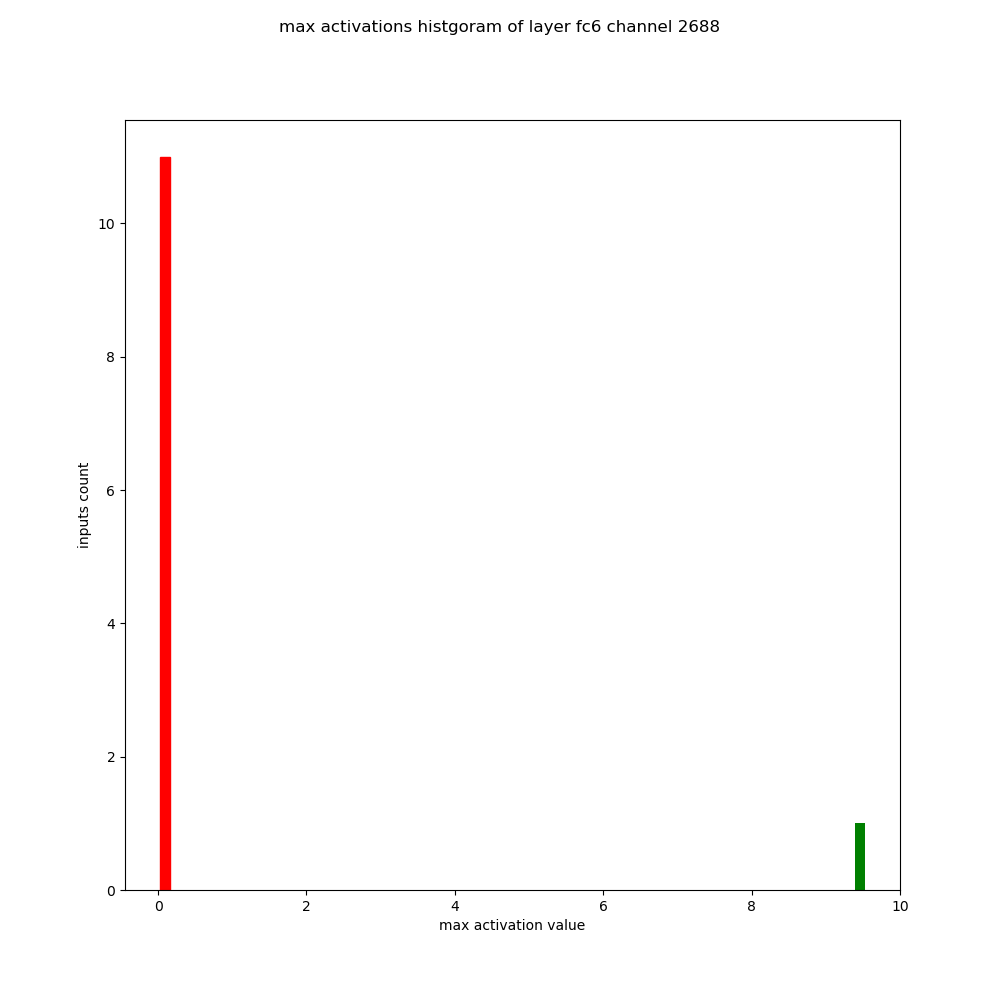 max activations histgoram of layer fc6 channel 2688
10
8
6
4
2
0
inputs count
0 2 4 6 8 10
max activation value